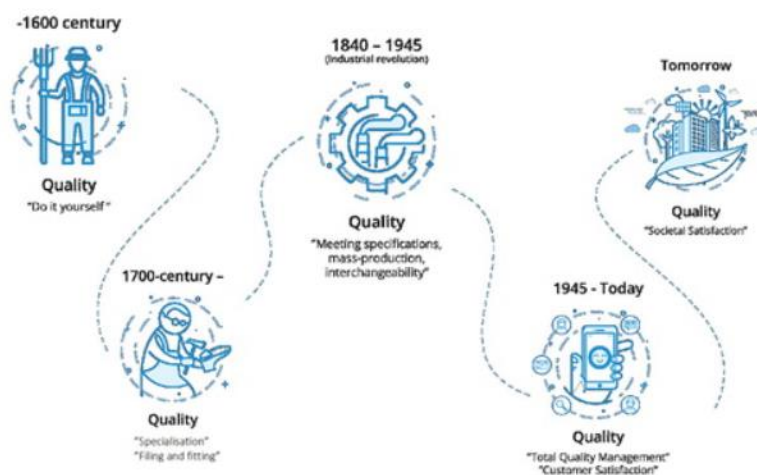 -1600 century
Quality
"Do it yourself"
1700-century –
Quality
"Specialisation"
"Filing and fitting"
1840 – 1945
(Industrial revolution)
Quality
"Meeting specifications,
mass-production,
interchangeability"
1945 - Today
Quality
"Total Quality Management"
"Customer Satisfaction"
Tomorrow
Quality
"Societal Satisfaction"